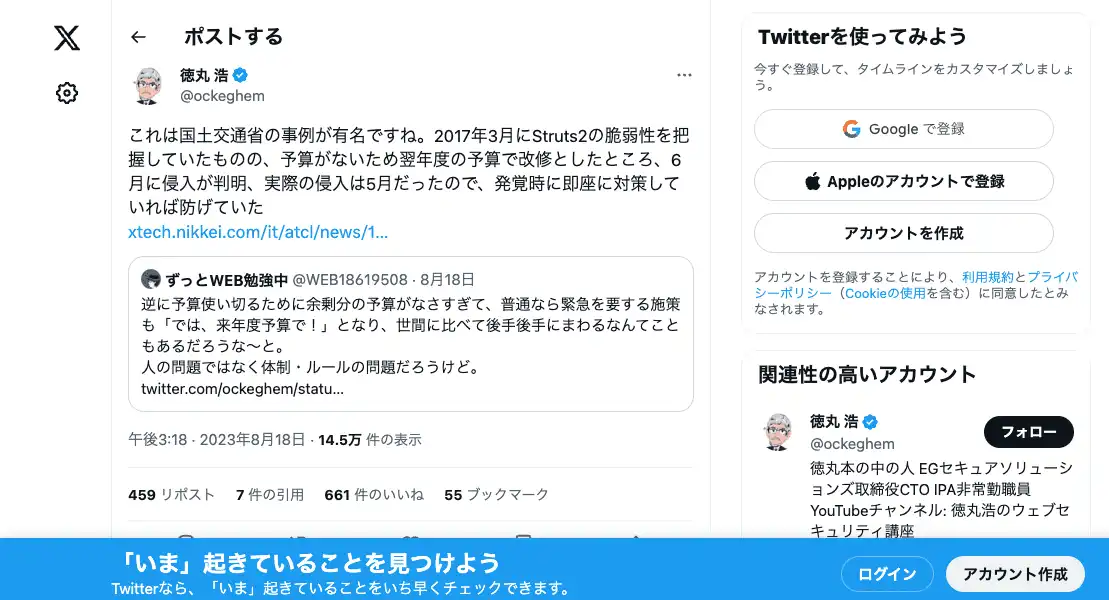 ポストする
徳丸 浩
@ockeghem
これは国土交通省の事例が有名ですね。2017年3月にStruts2の脆弱性を把
握していたものの、予算がないため翌年度の予算で改修としたところ、6
月に侵入が判明、実際の侵入は5月だったので、発覚時に即座に対策して
いれば防げていた
xtech.nikkei.com/it/atcl/news/1...
ずっとWEB勉強中 @WEB18619508 · 8月18日
逆に予算使い切るために余剰分の予算がなさすぎて、普通なら緊急を要する施策
も「では、来年度予算で！」となり、世間に比べて後手後手にまわるなんてこと
もあるだろうな〜と。
人の問題ではなく体制・ルールの問題だろうけど。
twitter.com/ockeghem/statu...
午後3:18 · 2023年8月18日 · 14.5万 件の表示
459 リポスト 7 件の引用 661 件のいいね 55 ブックマーク
Twitterを使ってみよう
今すぐ登録して、タイムラインをカスタマイズしましょ
う。
Google で登録
Appleのアカウントで登録
アカウントを作成
アカウントを登録することにより、利用規約とプライバ
シーポリシー（Cookieの使用を含む）に同意したとみ
なされます。
関連性の高いアカウント
徳丸 浩
@ockeghem
フォロー
徳丸本の中の人 EGセキュアソリューシ
ョンズ取締役CTO IPA非常勤職員
YouTubeチャンネル: 徳丸浩のウェブセ
キュリティ講座
「いま」起きていることを見つけよう
Twitterなら、「いま」起きていることをいち早くチェックできます。
ログイン
アカウント作成